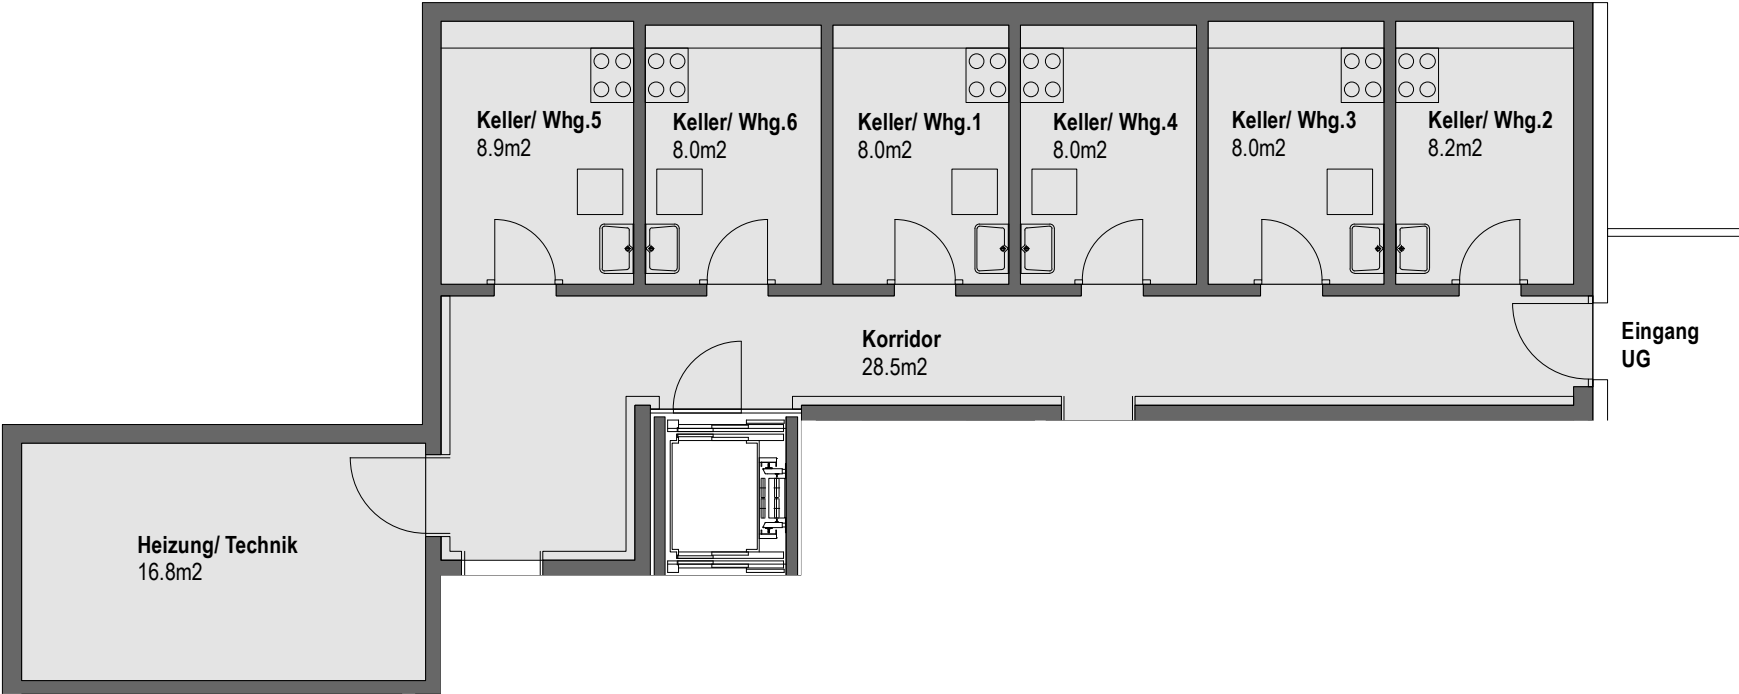 Keller/ Whg.5
8.9m2
Keller/ Whg.6
8.0m2
Keller/ Whg.1
8.0m2
Keller/ Whg.4
8.0m2
Keller/ Whg.3
8.0m2
Keller/ Whg.2
8.2m2
Korridor
28.5m2
Eingang
UG
Heizung/ Technik
16.8m2